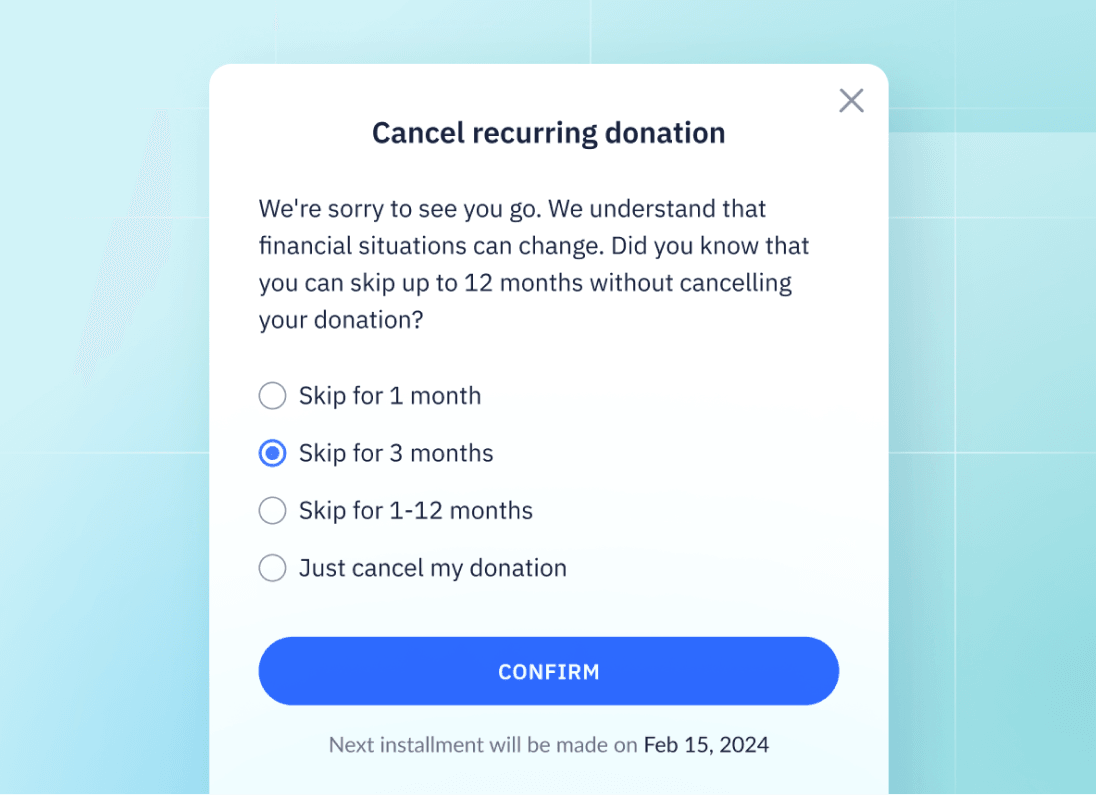 Cancel recurring donation
We're sorry to see you go. We understand that
financial situations can change. Did you know that
you can skip up to 12 months without cancelling
your donation?
Skip for 1 month
Skip for 3 months
Skip for 1-12 months
Just cancel my donation
CONFIRM
Next installment will be made on Feb 15, 2024